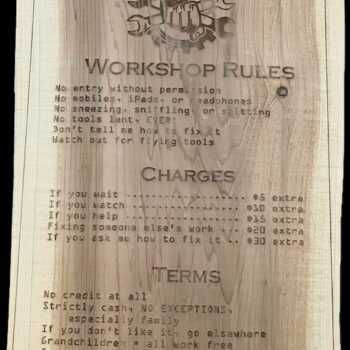 WORKSHOP RULES
No entry without permission
No mobiles, iPads, or headphones
No sneezing, sniffling, or spitting
No tools lent, EVER!
Don't tell me how to fix it
Watch out for flying tools
CHARGES
If you wait ---------------------- $5 extra
If you watch -------------------- $10 extra
If you help --------------------- $15 extra
Fixing someone else's work -- $20 extra
If you ask me how to fix it -- $30 extra
TERMS
No credit at all
Strictly cash, NO EXCEPTIONS,
especially family
If you don't like it, go elsewhere
Grandchildren = all work free